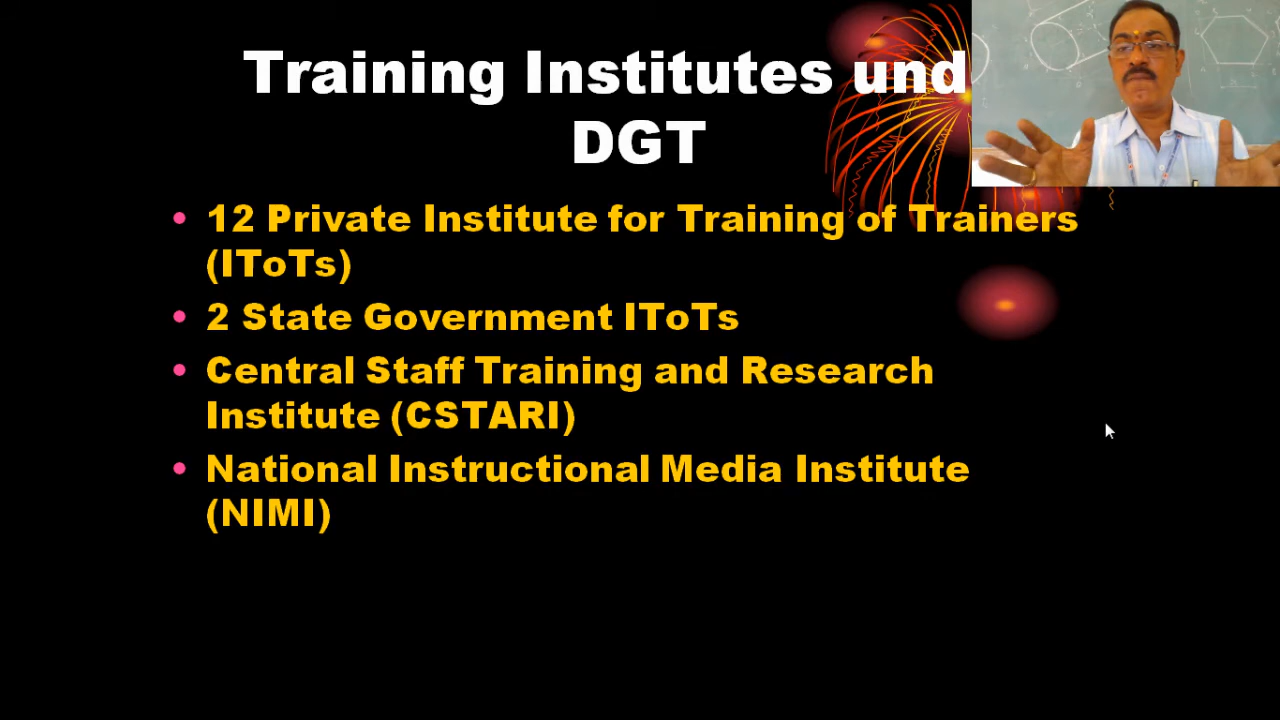 Training Institutes und
DGT
• 12 Private Institute for Training of Trainers
(IToTs)
• 2 State Government IToTs
• Central Staff Training and Research
Institute (CSTARI)
• National Instructional Media Institute
(NIMI)